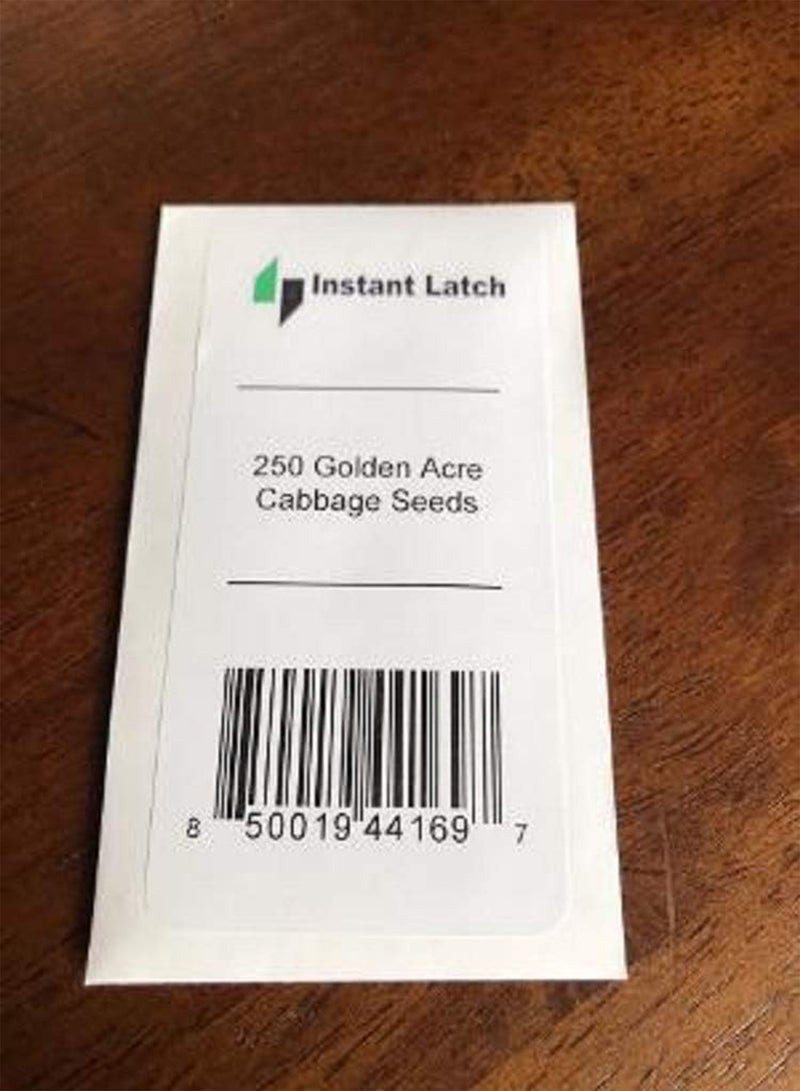 Instant Latch
250 Golden Acre
Cabbage Seeds
8 50019 44169 7